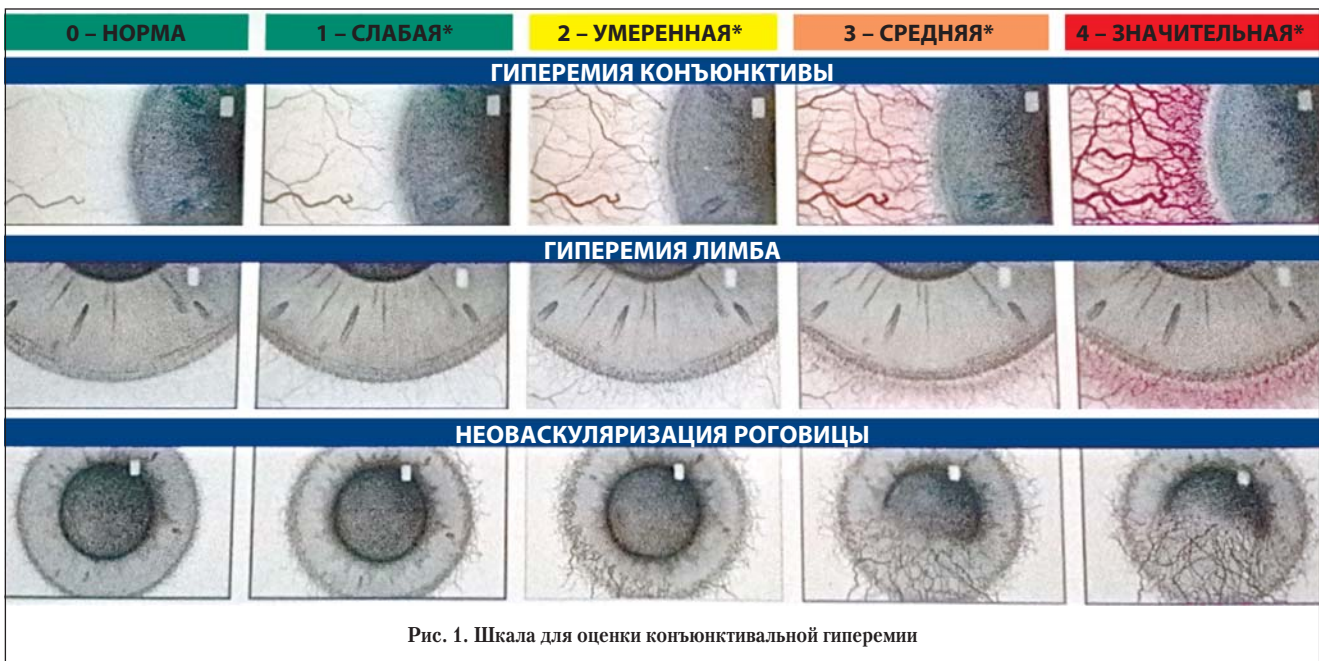 0 – НОРМА 1 – СЛАБАЯ* 2 – УМЕРЕННАЯ* 3 – СРЕДНЯЯ* 4 – ЗНАЧИТЕЛЬНАЯ*
ГИПЕРЕМИЯ КОНЪЮНКТИВЫ
ГИПЕРЕМИЯ ЛИМБА
НЕОВАСКУЛЯРИЗАЦИЯ РОГОВИЦЫ
Рис. 1. Шкала для оценки конъюнктивальной гиперемии